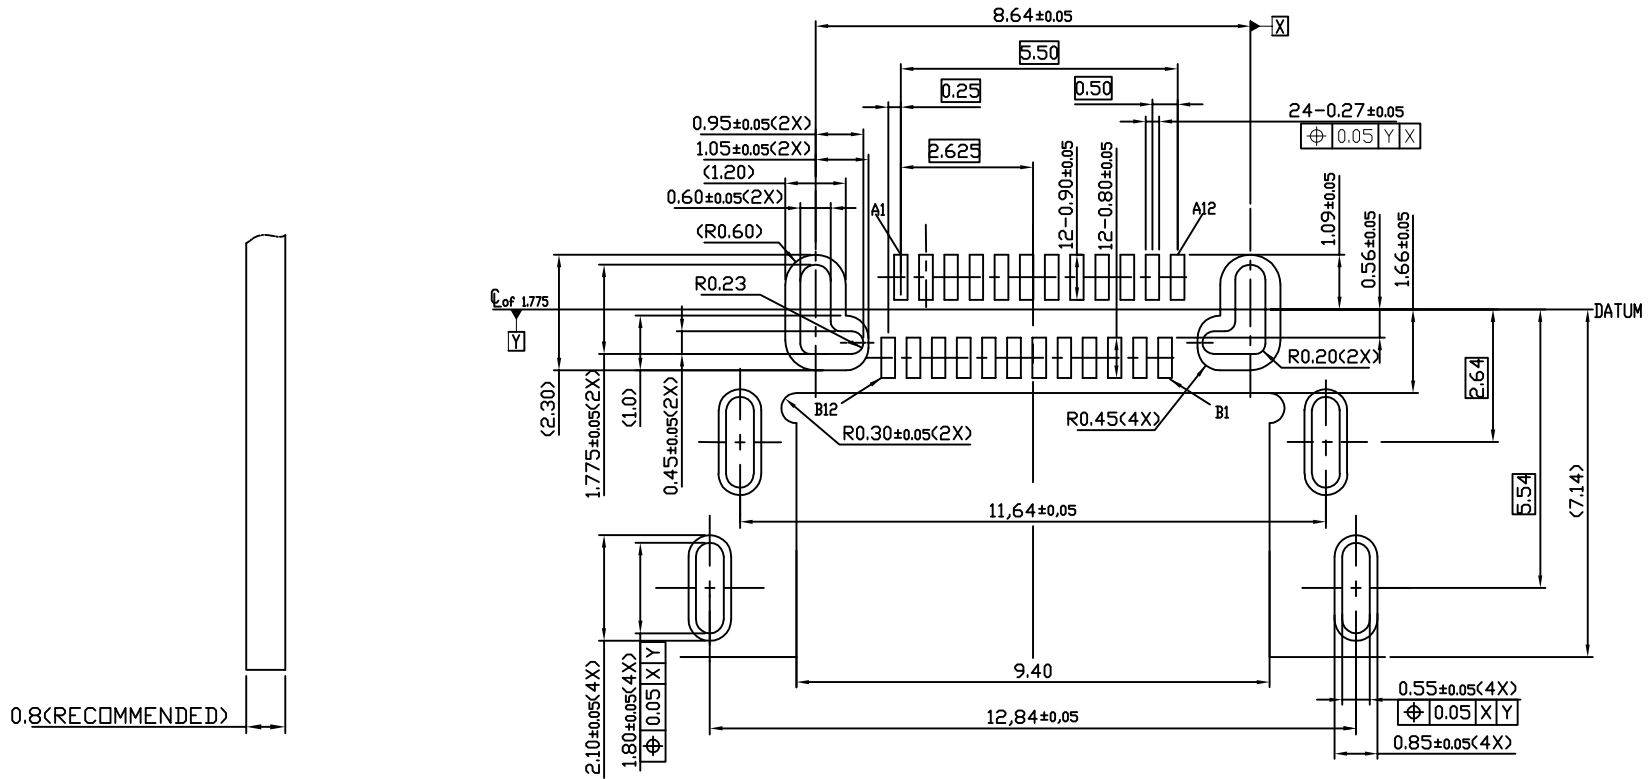 8.64±0.05
X
5.50
0.25
0.50
24-0.27±0.05
0.05 Y X
0.95±0.05(2X)
1.05±0.05(2X)
2.625
(1.20)
0.60±0.05(2X)
12-0.90±0.05
12-0.80±0.05
1.09±0.05
0.56±0.05
1.66±0.05
A1
A12
(R0.60)
R0.23
℄ of 1.775
Y
DATUM
R0.20(2X)
(2.30)
1.775±0.05(2X)
(1.0)
0.45±0.05(2X)
B12
B1
R0.45(4X)
R0.30±0.05(2X)
2.64
5.54
(7.14)
11,64±0,05
9.40
12,84±0,05
2.10±0.05(4X)
1.80±0.05(4X)
0.05 X Y
0.55±0.05(4X)
0.05 X Y
0.85±0.05(4X)
0.8(RECOMMENDED)